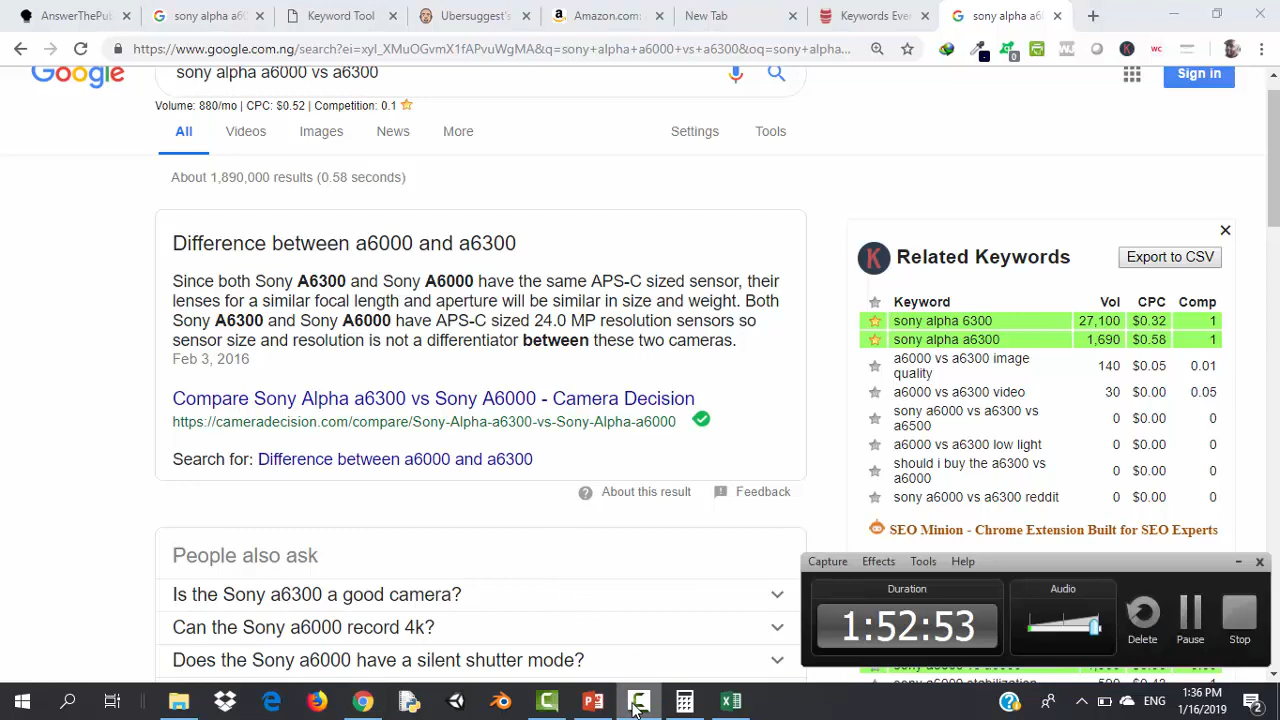 AnswerThePu
sony alpha a60
Keyword Tool
Ubersuggest's
Amazon.com:
New Tab
Keywords Eve
sony alpha a6
https://www.google.com.ng/search?ei=xyl_XMuOGvmX1fAPvuWgMA&q=sony+alpha+a6000+vs+a6300&oq=sony+alpha...
Google
sony alpha a6000 vs a6300
Sign in
Volume: 880/mo | CPC: $0.52 | Competition: 0.1
All Videos Images News More Settings Tools
About 1,890,000 results (0.58 seconds)
Difference between a6000 and a6300
Since both Sony A6300 and Sony A6000 have the same APS-C sized sensor, their
lenses for a similar focal length and aperture will be similar in size and weight. Both
Sony A6300 and Sony A6000 have APS-C sized 24.0 MP resolution sensors so
sensor size and resolution is not a differentiator between these two cameras.
Feb 3, 2016
Compare Sony Alpha a6300 vs Sony A6000 - Camera Decision
https://cameradecision.com/compare/Sony-Alpha-a6300-vs-Sony-Alpha-a6000
Search for: Difference between a6000 and a6300
About this result Feedback
People also ask
Is the Sony a6300 a good camera?
Can the Sony a6000 record 4k?
Does the Sony a6000 have a silent shutter mode?
Related Keywords
Export to CSV
Keyword Vol CPC Comp
sony alpha 6300 27,100 $0.32 1
sony alpha a6300 1,690 $0.58 1
a6000 vs a6300 image
quality 140 $0.05 0.01
a6000 vs a6300 video 30 $0.00 0.05
sony a6000 vs a6300 vs
a6500 0 $0.00 0
a6000 vs a6300 low light 0 $0.00 0
should i buy the a6300 vs
a6000 0 $0.00 0
sony a6000 vs a6300 reddit 0 $0.00 0
SEO Minion - Chrome Extension Built for SEO Experts
Capture Effects Tools Help
Duration
1:52:53
Audio
Delete Pause Stop
ENG
1:36 PM
1/16/2019
2